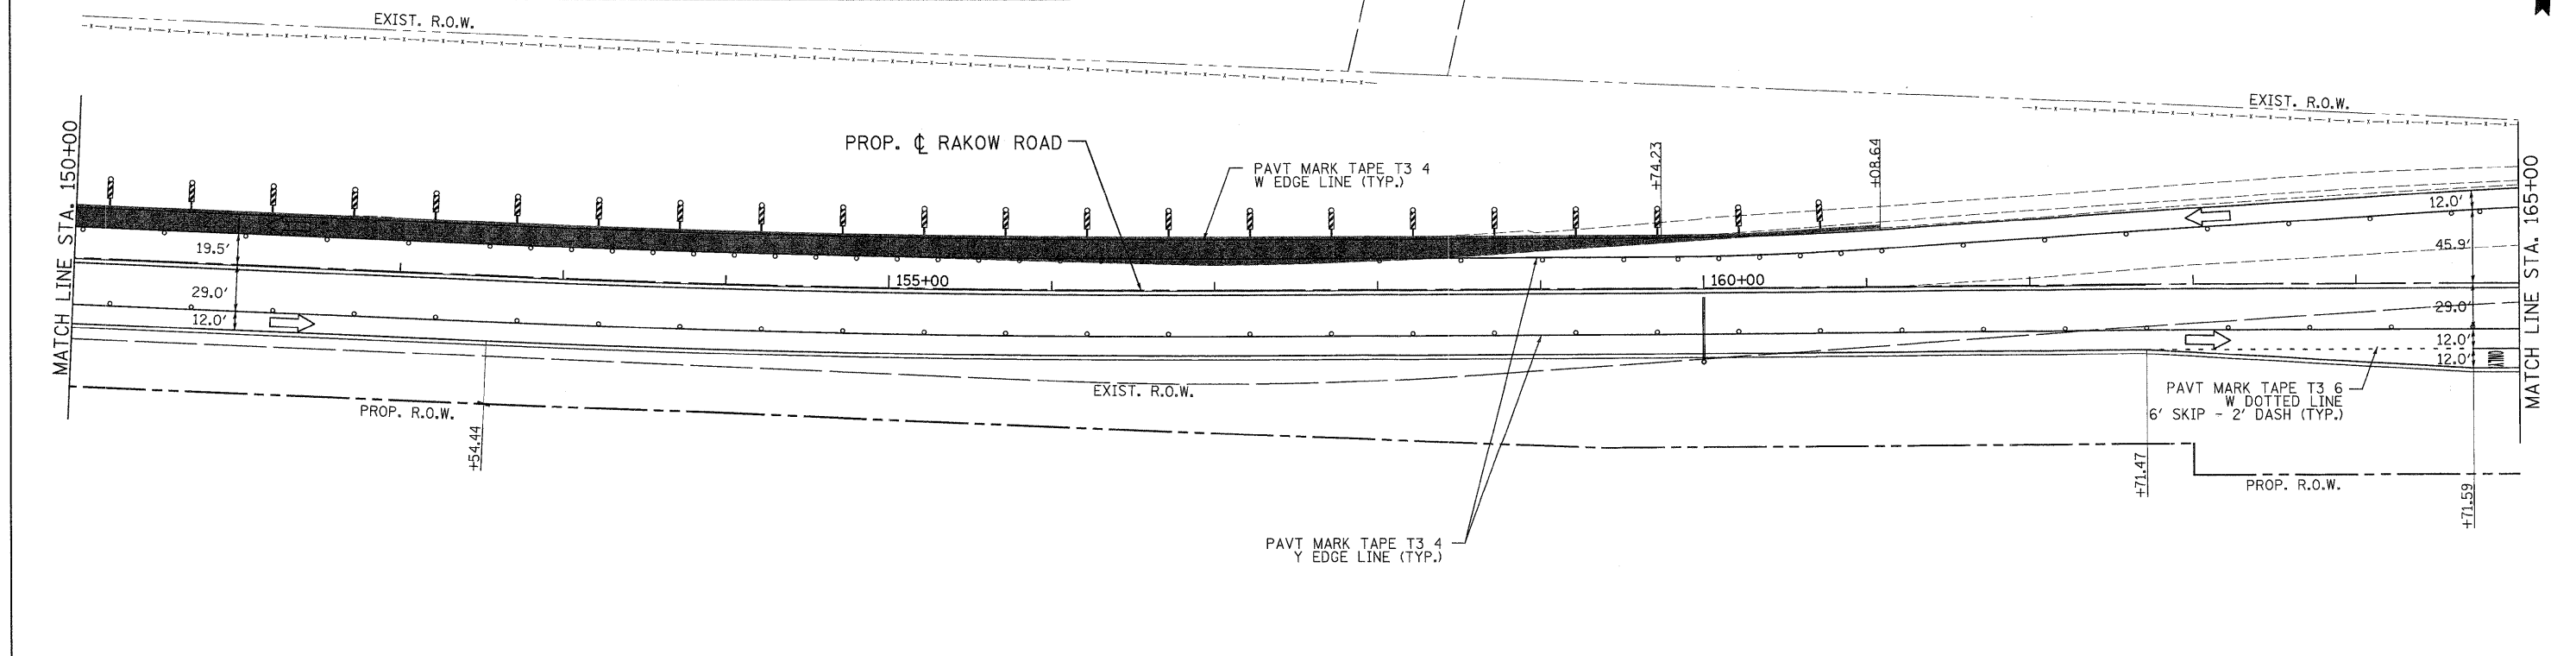 EXIST. R.O.W.
EXIST. R.O.W.
MATCH LINE STA. 150+00
PROP. ℄ RAKOW ROAD
PAVT MARK TAPE T3 4
W EDGE LINE (TYP.)
+74.23
+08.64
MATCH LINE STA. 165+00
12.0'
19.5'
45.9'
155+00
160+00
29.0'
29.0'
12.0'
12.0'
12.0'
ONLY
EXIST. R.O.W.
PROP. R.O.W.
PAVT MARK TAPE T3 6
W DOTTED LINE
6' SKIP - 2' DASH (TYP.)
+54.44
+71.47
PROP. R.O.W.
+71.59
PAVT MARK TAPE T3 4
Y EDGE LINE (TYP.)